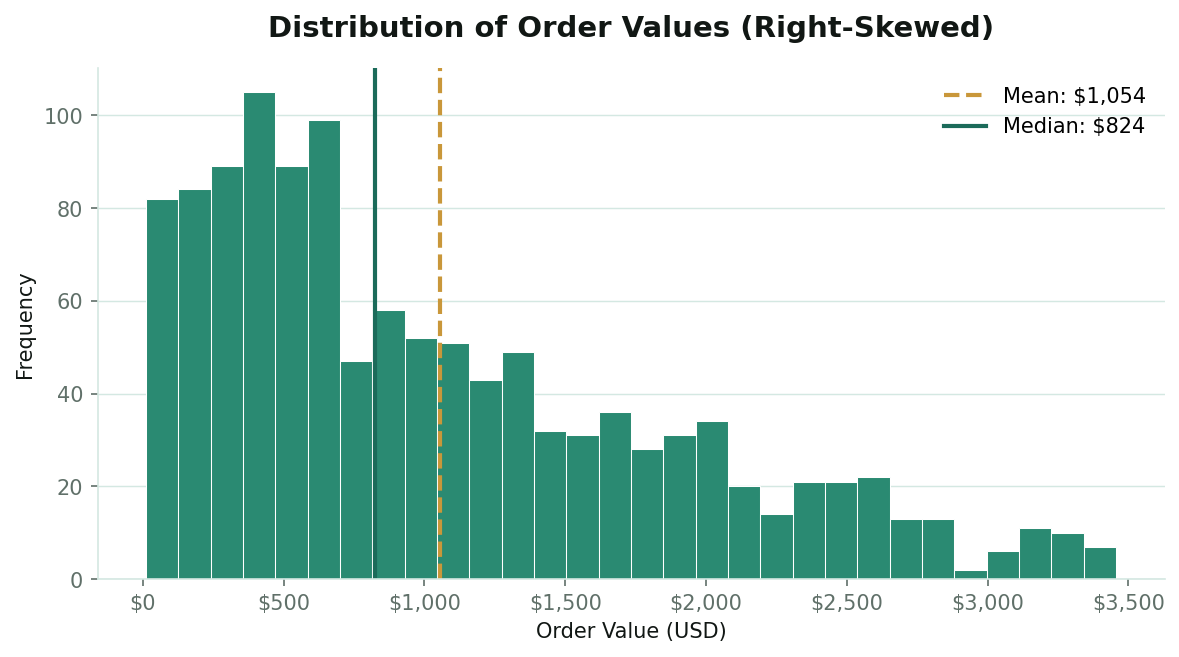 Distribution of Order Values (Right-Skewed)
Mean: $1,054
Median: $824
Frequency
100
80
60
40
20
0
$0 $500 $1,000 $1,500 $2,000 $2,500 $3,000 $3,500
Order Value (USD)